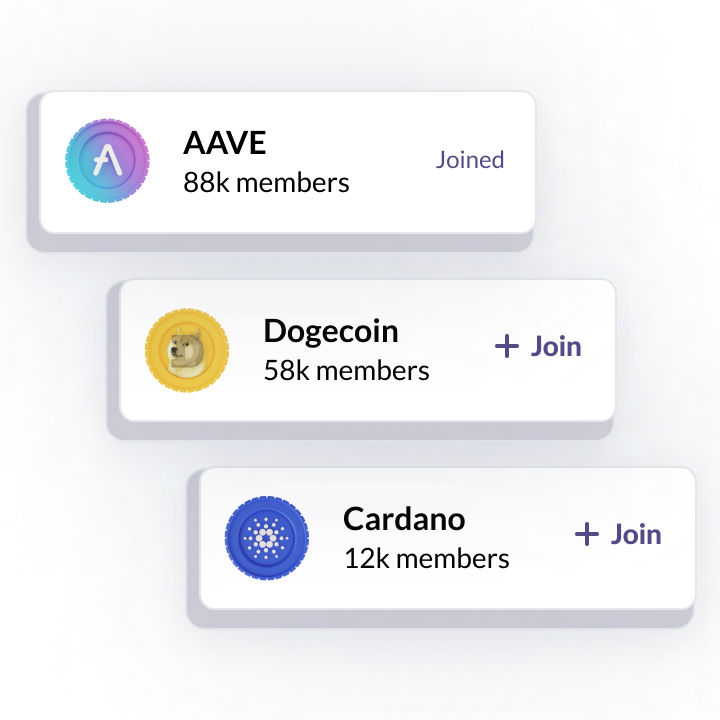 AAVE
88k members
Joined
Dogecoin
58k members
+ Join
Cardano
12k members
+ Join